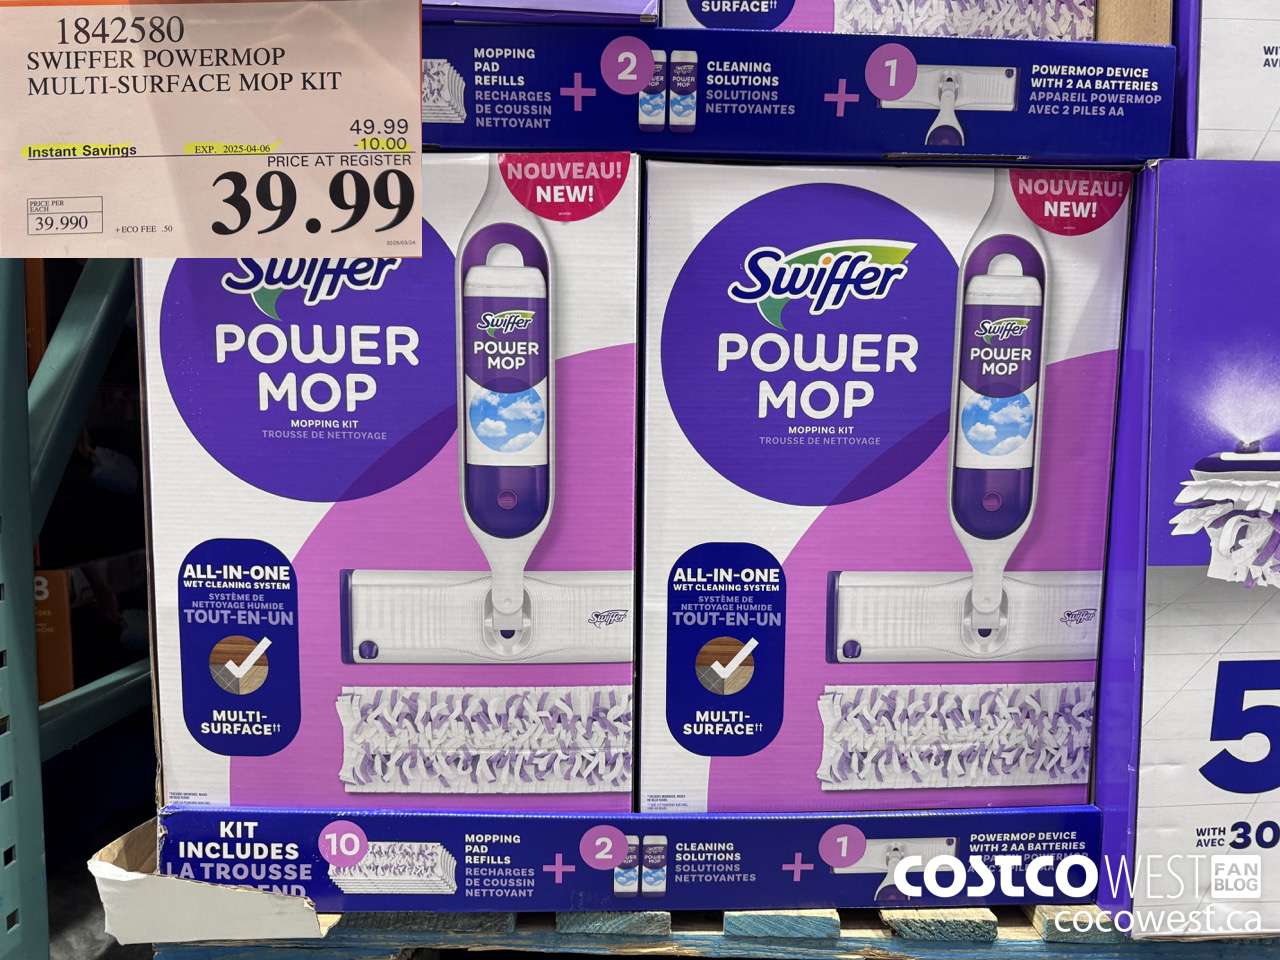 1842580
SWIFFER POWERMOP
MULTI-SURFACE MOP KIT
49.99
Instant Savings EXP. 2025-04-06 -10.00
PRICE AT REGISTER
39.99
PRICE PER
EACH
39.990
+ECO FEE .50
SURFACE††
MOPPING
PAD
REFILLS
RECHARGES
DE COUSSIN
NETTOYANT
+
2
POWER
MOP
CLEANING
SOLUTIONS
SOLUTIONS
NETTOYANTES
+
1
POWERMOP DEVICE
WITH 2 AA BATTERIES
APPAREIL POWERMOP
AVEC 2 PILES AA
NOUVEAU!
NEW!
Swiffer
POWER
MOP
MOPPING KIT
TROUSSE DE NETTOYAGE
Swiffer
POWER
MOP
ALL-IN-ONE
WET CLEANING SYSTEM
SYSTÈME DE
NETTOYAGE HUMIDE
TOUT-EN-UN
MULTI-
SURFACE††
Swiffer
NOUVEAU!
NEW!
Swiffer
POWER
MOP
MOPPING KIT
TROUSSE DE NETTOYAGE
Swiffer
POWER
MOP
ALL-IN-ONE
WET CLEANING SYSTEM
SYSTÈME DE
NETTOYAGE HUMIDE
TOUT-EN-UN
MULTI-
SURFACE††
Swiffer
5
WITH 30
AVEC
KIT
INCLUDES
LA TROUSSE
10
MOPPING
PAD
REFILLS
RECHARGES
DE COUSSIN
NETTOYANT
+
2
CLEANING
SOLUTIONS
SOLUTIONS
NETTOYANTES
+
1
POWERMOP DEVICE
WITH 2 AA BATTERIES
COSTCO WEST FAN BLOG
cocowest.ca